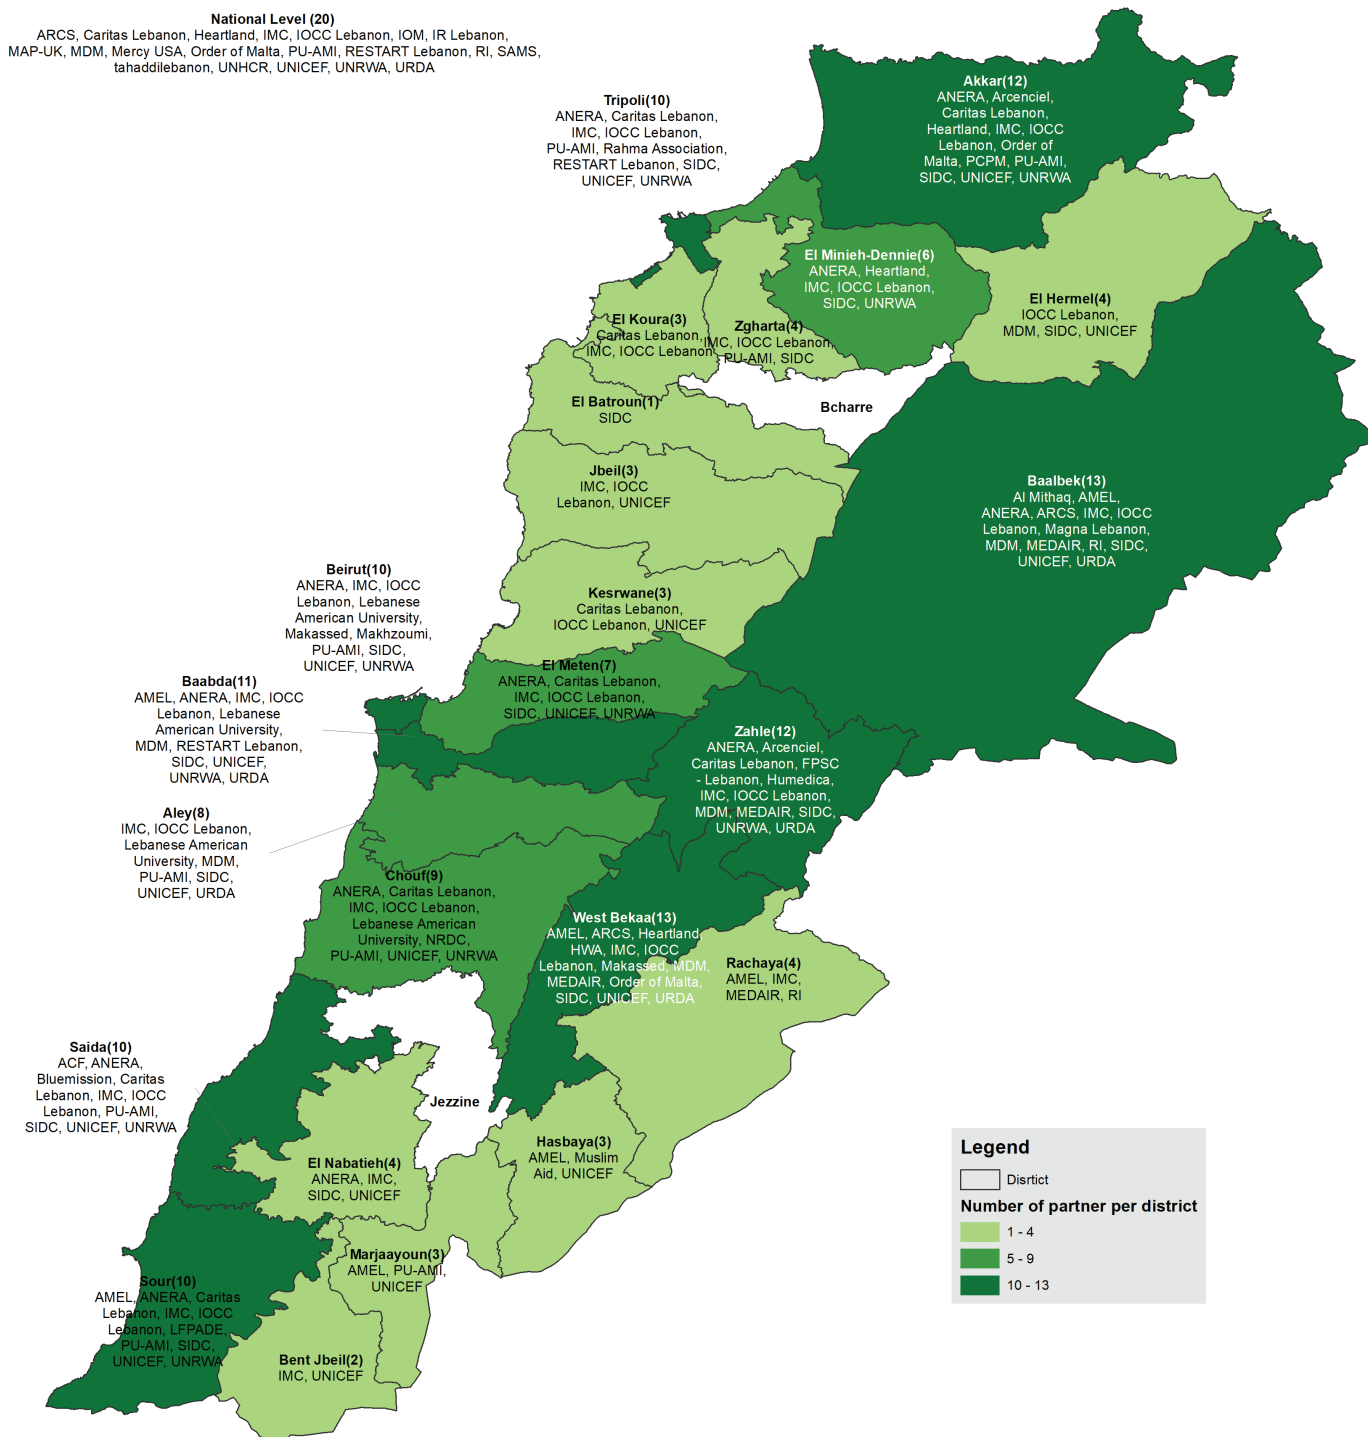 National Level (20)
ARCS, Caritas Lebanon, Heartland, IMC, IOCC Lebanon, IOM, IR Lebanon,
MAP-UK, MDM, Mercy USA, Order of Malta, PU-AMI, RESTART Lebanon, RI, SAMS,
tahaddilebanon, UNHCR, UNICEF, UNRWA, URDA
Akkar(12)
ANERA, Arcenciel,
Caritas Lebanon,
Heartland, IMC, IOCC
Lebanon, Order of
Malta, PCPM, PU-AMI,
SIDC, UNICEF, UNRWA
Tripoli(10)
ANERA, Caritas Lebanon,
IMC, IOCC Lebanon,
PU-AMI, Rahma Association,
RESTART Lebanon, SIDC,
UNICEF, UNRWA
El Minieh-Dennie(6)
ANERA, Heartland,
IMC, IOCC Lebanon,
SIDC, UNRWA
El Hermel(4)
IOCC Lebanon,
MDM, SIDC, UNICEF
El Koura(3)
Caritas Lebanon,
IMC, IOCC Lebanon
Zgharta(4)
IMC, IOCC Lebanon,
PU-AMI, SIDC
El Batroun(1)
SIDC
Bcharre
Jbeil(3)
IMC, IOCC
Lebanon, UNICEF
Baalbek(13)
Al Mithaq, AMEL,
ANERA, ARCS, IMC, IOCC
Lebanon, Magna Lebanon,
MDM, MEDAIR, RI, SIDC,
UNICEF, URDA
Beirut(10)
ANERA, IMC, IOCC
Lebanon, Lebanese
American University,
Makassed, Makhzoumi,
PU-AMI, SIDC,
UNICEF, UNRWA
Kesrwane(3)
Caritas Lebanon,
IOCC Lebanon, UNICEF
El Meten(7)
ANERA, Caritas Lebanon,
IMC, IOCC Lebanon,
SIDC, UNICEF, UNRWA
Baabda(11)
AMEL, ANERA, IMC, IOCC
Lebanon, Lebanese
American University,
MDM, RESTART Lebanon,
SIDC, UNICEF,
UNRWA, URDA
Zahle(12)
ANERA, Arcenciel,
Caritas Lebanon, FPSC
- Lebanon, Humedica,
IMC, IOCC Lebanon,
MDM, MEDAIR, SIDC,
UNRWA, URDA
Aley(8)
IMC, IOCC Lebanon,
Lebanese American
University, MDM,
PU-AMI, SIDC,
UNICEF, URDA
Chouf(9)
ANERA, Caritas Lebanon,
IMC, IOCC Lebanon,
Lebanese American
University, NRDC,
PU-AMI, UNICEF, UNRWA
West Bekaa(13)
AMEL, ARCS, Heartland,
HWA, IMC, IOCC
Lebanon, Makassed, MDM,
MEDAIR, Order of Malta,
SIDC, UNICEF, URDA
Rachaya(4)
AMEL, IMC,
MEDAIR, RI
Saida(10)
ACF, ANERA,
Bluemission, Caritas
Lebanon, IMC, IOCC
Lebanon, PU-AMI,
SIDC, UNICEF, UNRWA
Jezzine
Hasbaya(3)
AMEL, Muslim
Aid, UNICEF
El Nabatieh(4)
ANERA, IMC,
SIDC, UNICEF
Marjaayoun(3)
AMEL, PU-AMI,
UNICEF
Sour(10)
AMEL, ANERA, Caritas
Lebanon, IMC, IOCC
Lebanon, LFPADE,
PU-AMI, SIDC,
UNICEF, UNRWA
Bent Jbeil(2)
IMC, UNICEF
Legend
Disrtict
Number of partner per district
1 - 4
5 - 9
10 - 13